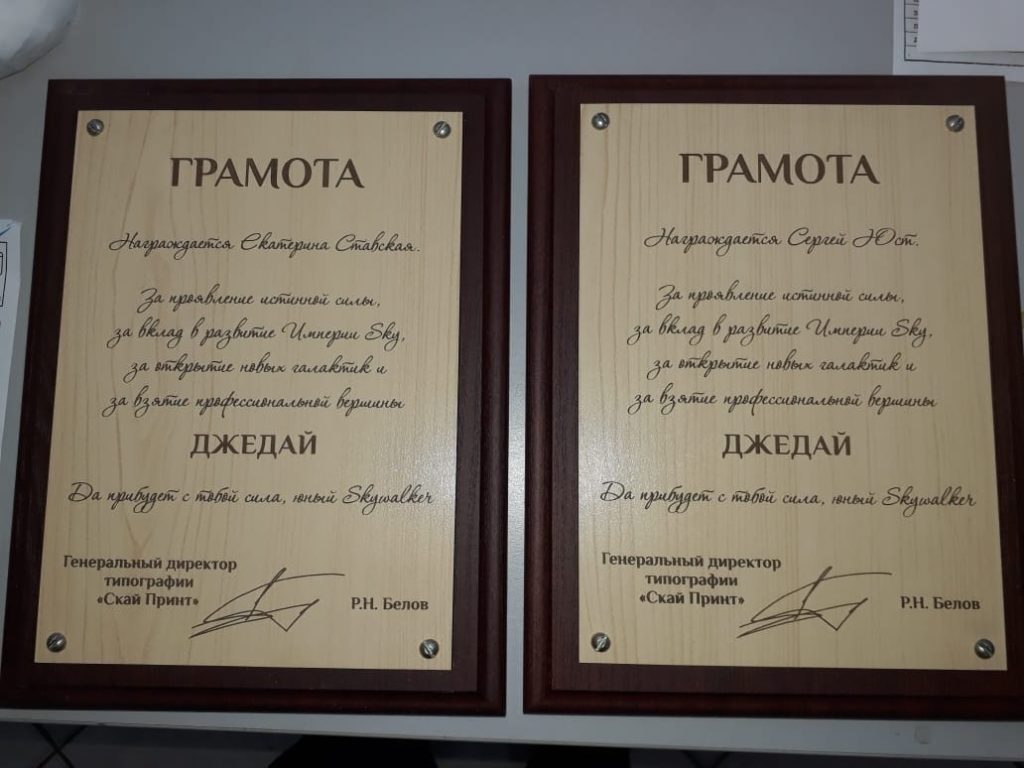 ГРАМОТА
Награждается Екатерина Ставская.
За проявление истинной силы,
за вклад в развитие Империи Sky,
за открытие новых галактик и
за взятие профессиональной вершины
ДЖЕДАЙ
Да прибудет с тобой сила, юный Skywalker
Генеральный директор
типографии
«Скай Принт»
Р.Н. Белов
ГРАМОТА
Награждается Сергей Юст.
За проявление истинной силы,
за вклад в развитие Империи Sky,
за открытие новых галактик и
за взятие профессиональной вершины
ДЖЕДАЙ
Да прибудет с тобой сила, юный Skywalker
Генеральный директор
типографии
«Скай Принт»
Р.Н. Белов